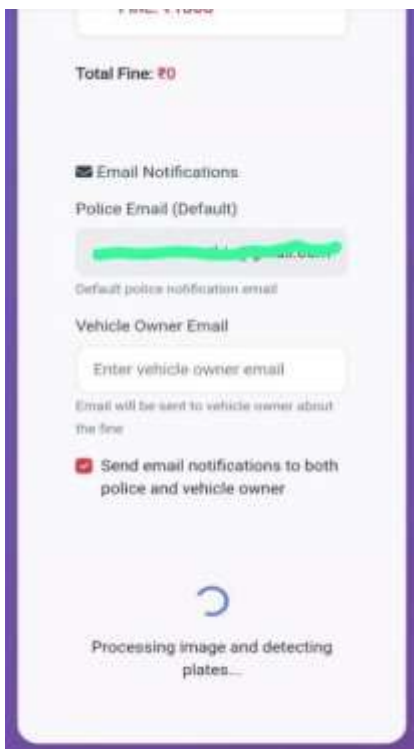 Total Fine: ₹0
Email Notifications
Police Email (Default)
Default police notification email
Vehicle Owner Email
Enter vehicle owner email
Email will be sent to vehicle owner about
the fine
Send email notifications to both
police and vehicle owner
Processing image and detecting
plates...